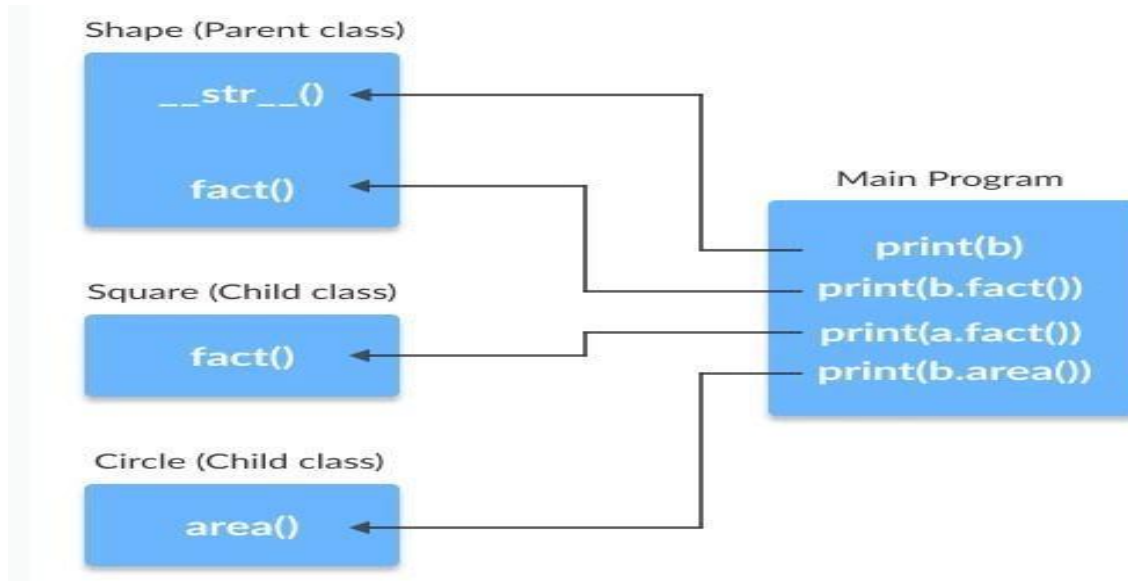 Shape (Parent class)
__str__()
fact()
Square (Child class)
fact()
Circle (Child class)
area()
Main Program
print(b)
print(b.fact())
print(a.fact())
print(b.area())